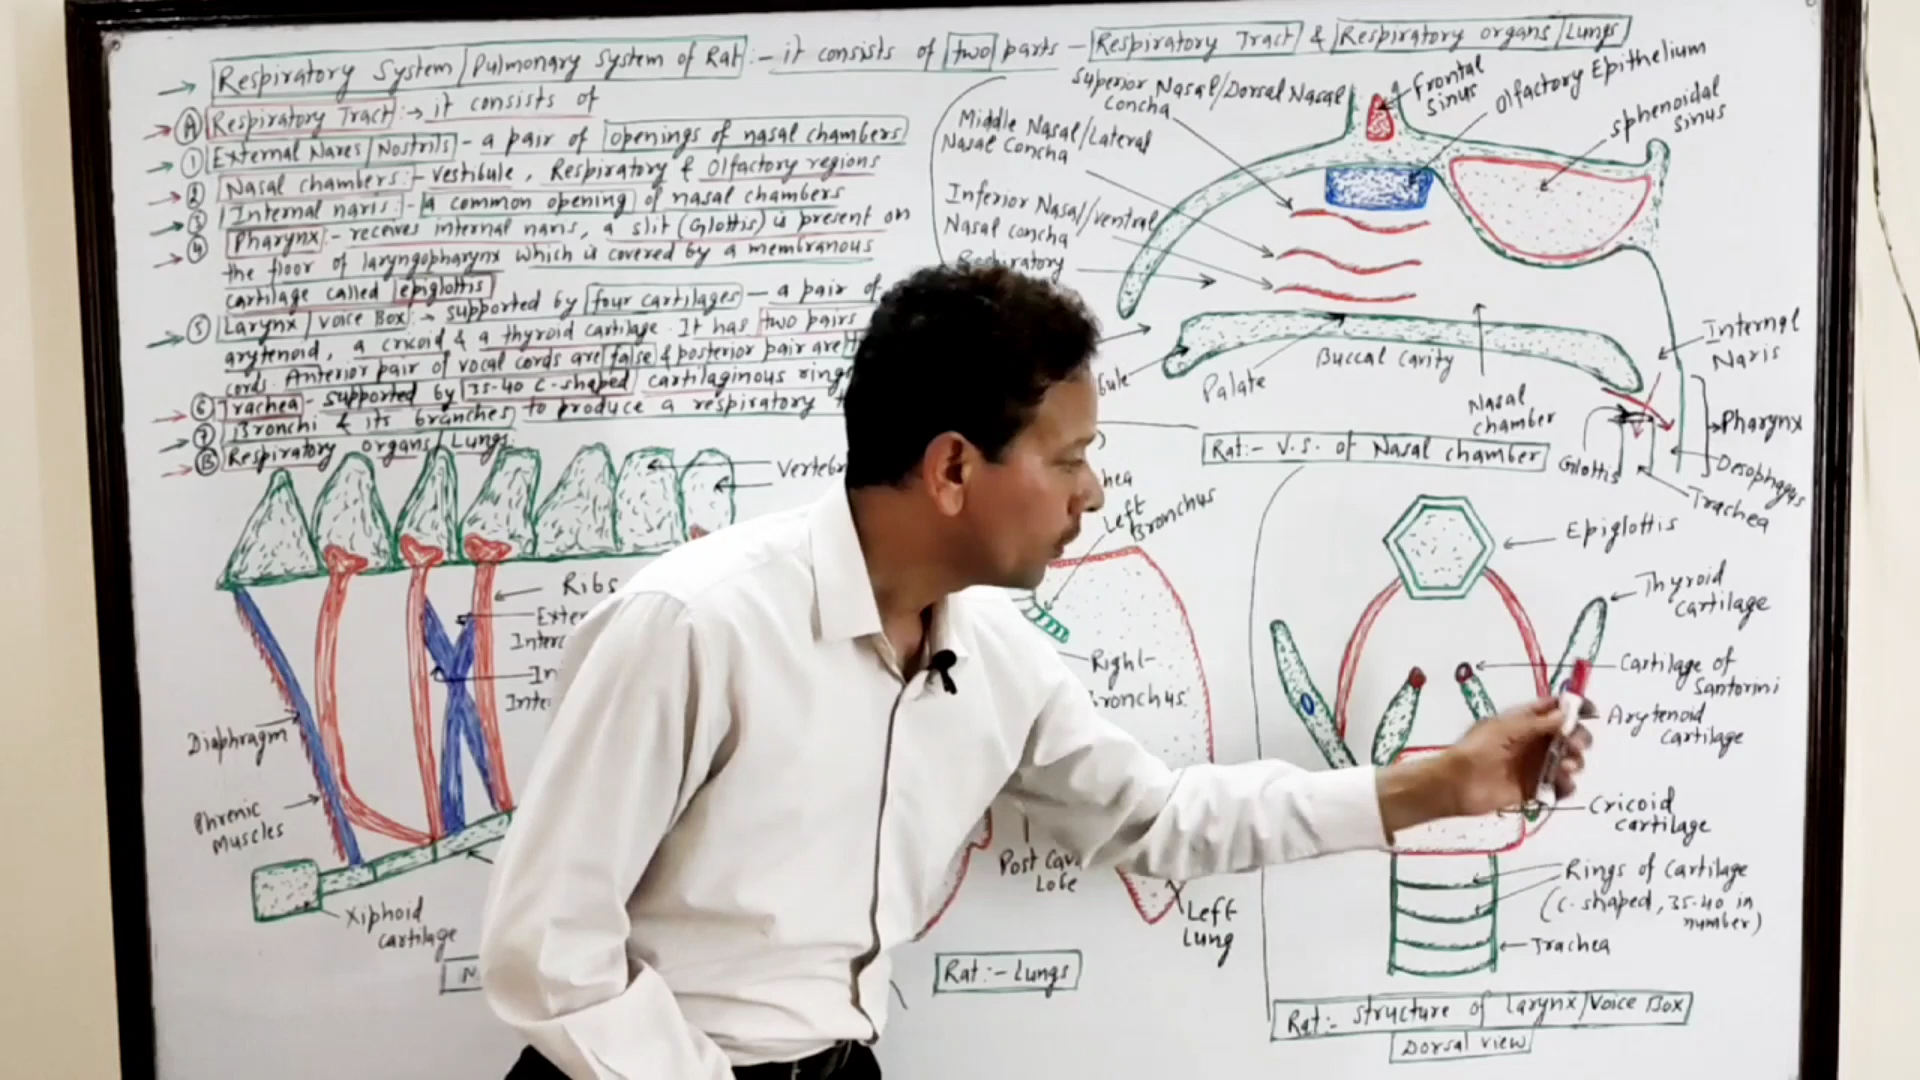 Respiratory System/Pulmonary System of Rat :- it consists of two parts - Respiratory Tract & Respiratory organs/Lungs
(A) Respiratory Tract :→ it consists of
(1) External Nares/Nostrils - a pair of openings of nasal chambers
(2) Nasal chambers :- vestibule, Respiratory & Olfactory regions
(3) Internal naris :- a common opening of nasal chambers
(4) Pharynx :- receives internal naris, a slit (Glottis) is present on
the floor of laryngopharynx which is covered by a membranous
cartilage called epiglottis
(5) Larynx/Voice Box :→ supported by four cartilages - a pair of
arytenoid, a cricoid & a thyroid cartilage. It has two pairs
cords. Anterior pair of vocal cords are false & posterior pair are
(6) Trachea - supported by 35-40 C-shaped cartilaginous rings
(7) Bronchi & its branches to produce a respiratory
(B) Respiratory organs/Lungs
Ribs
Diaphragm
Phrenic
Muscles
Xiphoid
cartilage
Superior Nasal/Dorsal Nasal
Concha
Middle Nasal/Lateral
Nasal Concha
Inferior Nasal/ventral
Nasal concha
Respiratory
Frontal
Sinus
Olfactory Epithelium
Sphenoidal
Sinus
Palate
Buccal Cavity
Nasal
chamber
Internal
Naris
Pharynx
Glottis
Oesophagus
Trachea
Rat:- V.S. of Nasal chamber
Left
Bronchus
Right
Bronchus
Post Cava
Lobe
Left
Lung
Rat:- Lungs
Epiglottis
Thyroid
Cartilage
Cartilage of
Santorini
Arytenoid
cartilage
Cricoid
cartilage
Rings of Cartilage
(C-shaped, 35-40 in
number)
Trachea
Rat:- Structure of Larynx/Voice Box
Dorsal view